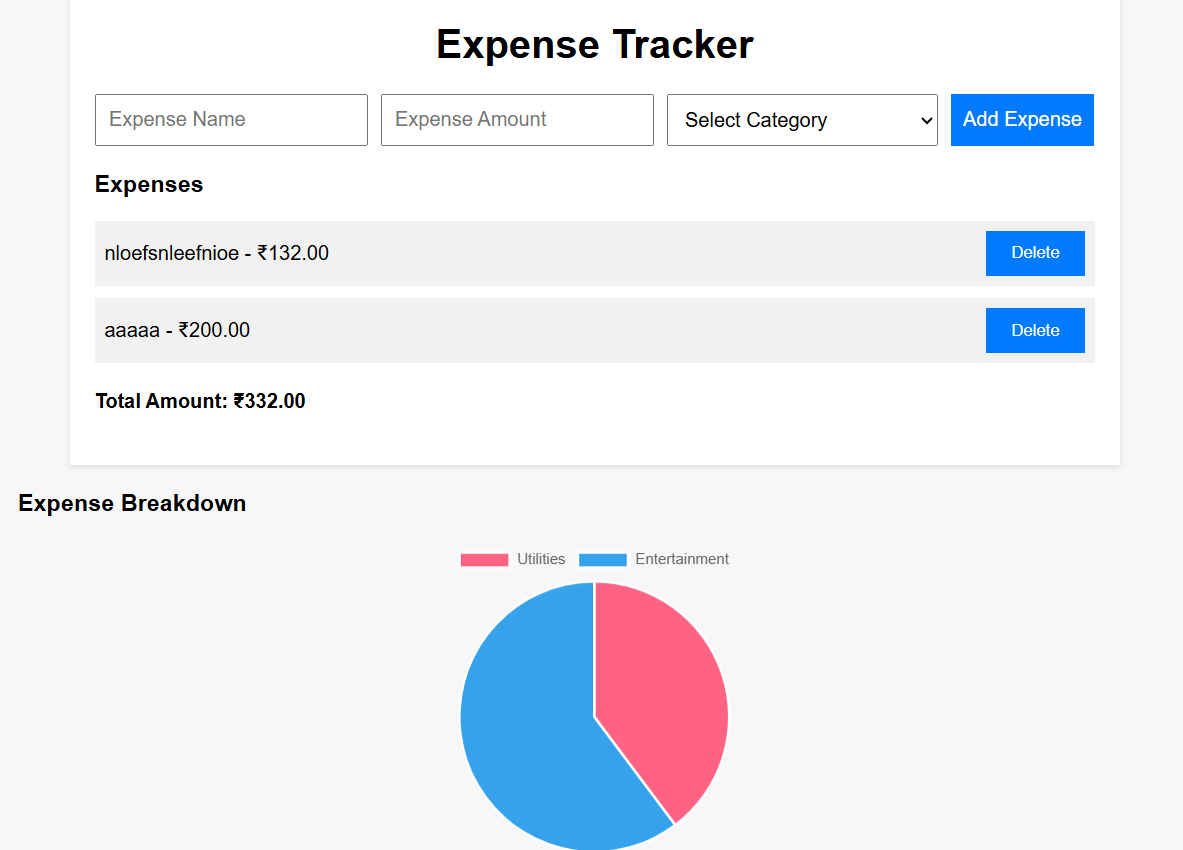 Expense Tracker
Expense Name Expense Amount Select Category Add Expense
Expenses
nloefsnleefnioe - ₹132.00 Delete
aaaaa - ₹200.00 Delete
Total Amount: ₹332.00
Expense Breakdown
Utilities Entertainment